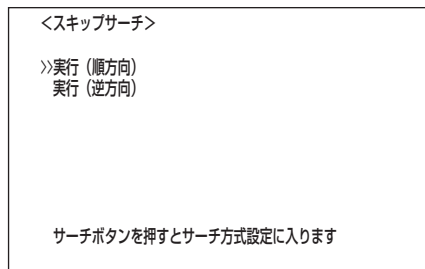 ＜スキップサーチ＞
>>実行（順方向）
実行（逆方向）
サーチボタンを押すとサーチ方式設定に入ります